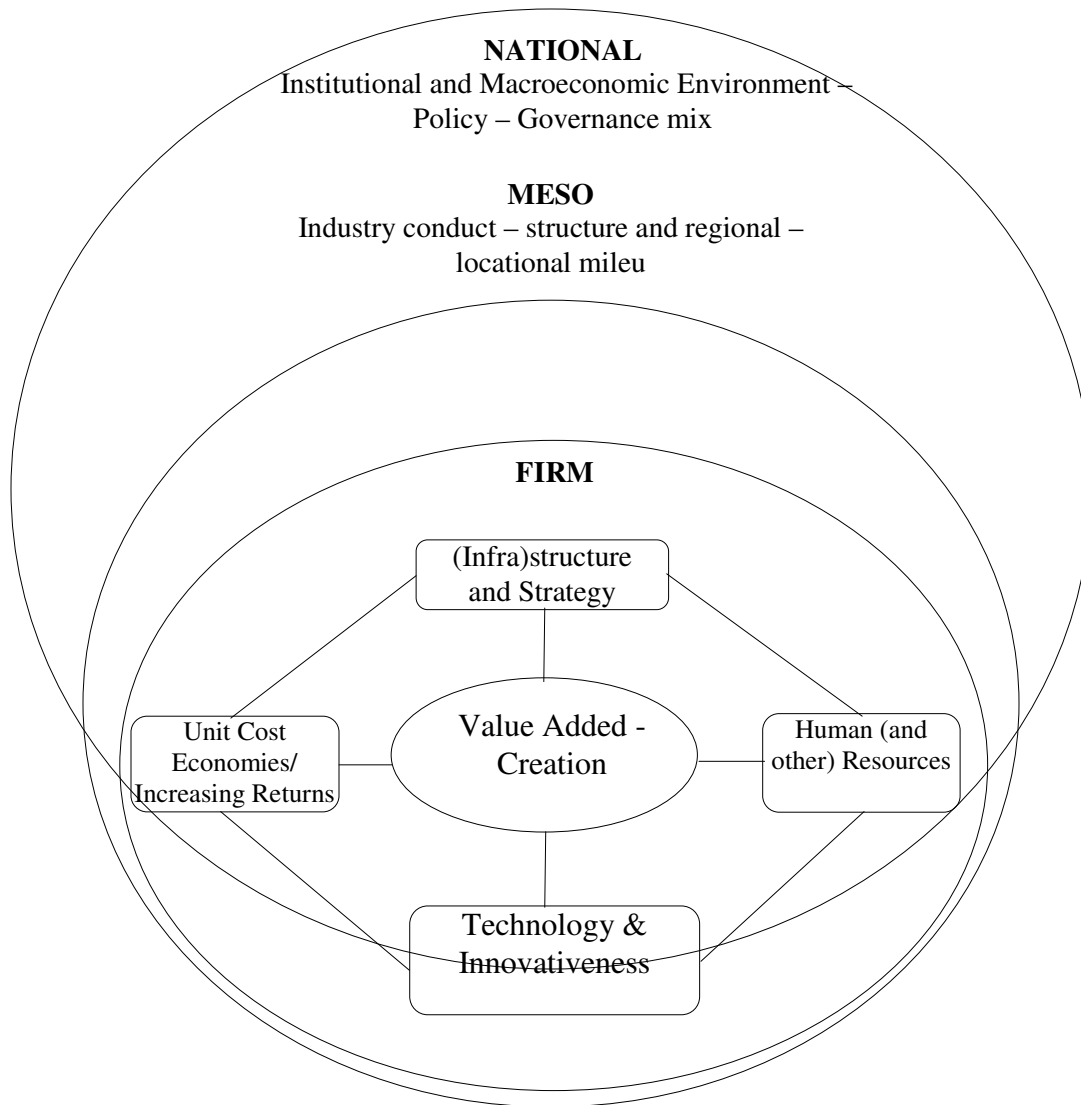 NATIONAL
Institutional and Macroeconomic Environment –
Policy – Governance mix
MESO
Industry conduct – structure and regional –
locational mileu
FIRM
(Infra)structure
and Strategy
Unit Cost
Economies/
Increasing Returns
Value Added -
Creation
Human (and
other) Resources
Technology &
Innovativeness